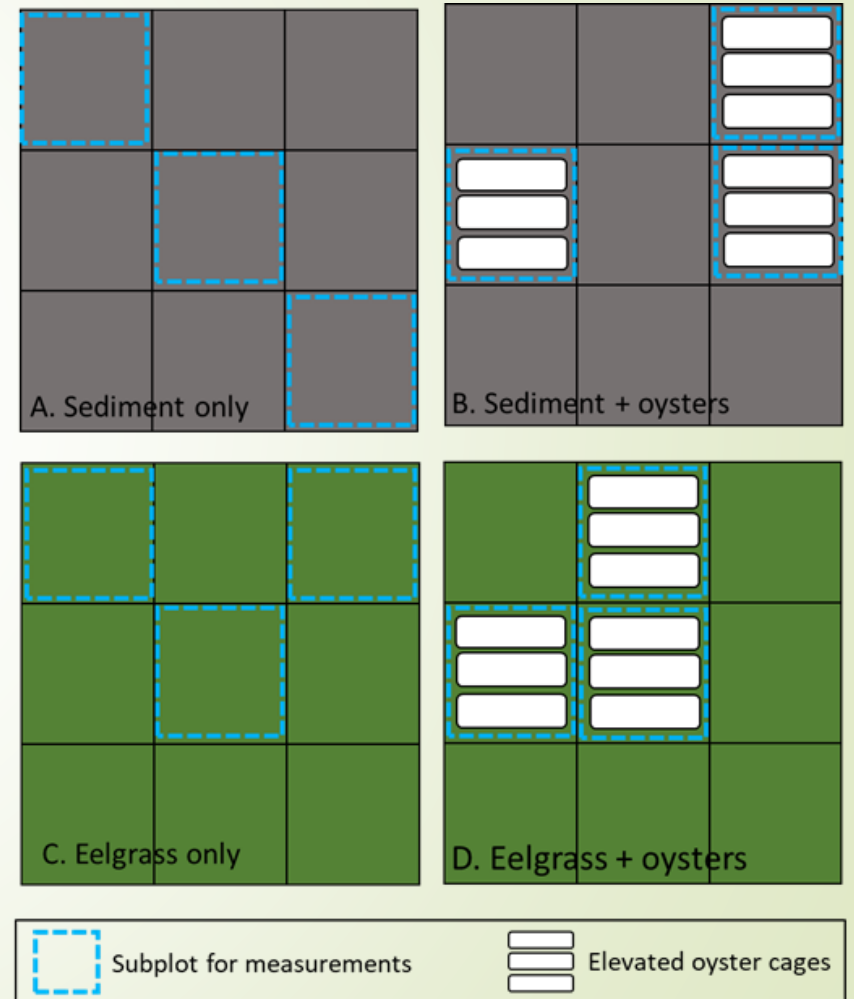 A. Sediment only
B. Sediment + oysters
C. Eelgrass only
D. Eelgrass + oysters
Subplot for measurements
Elevated oyster cages